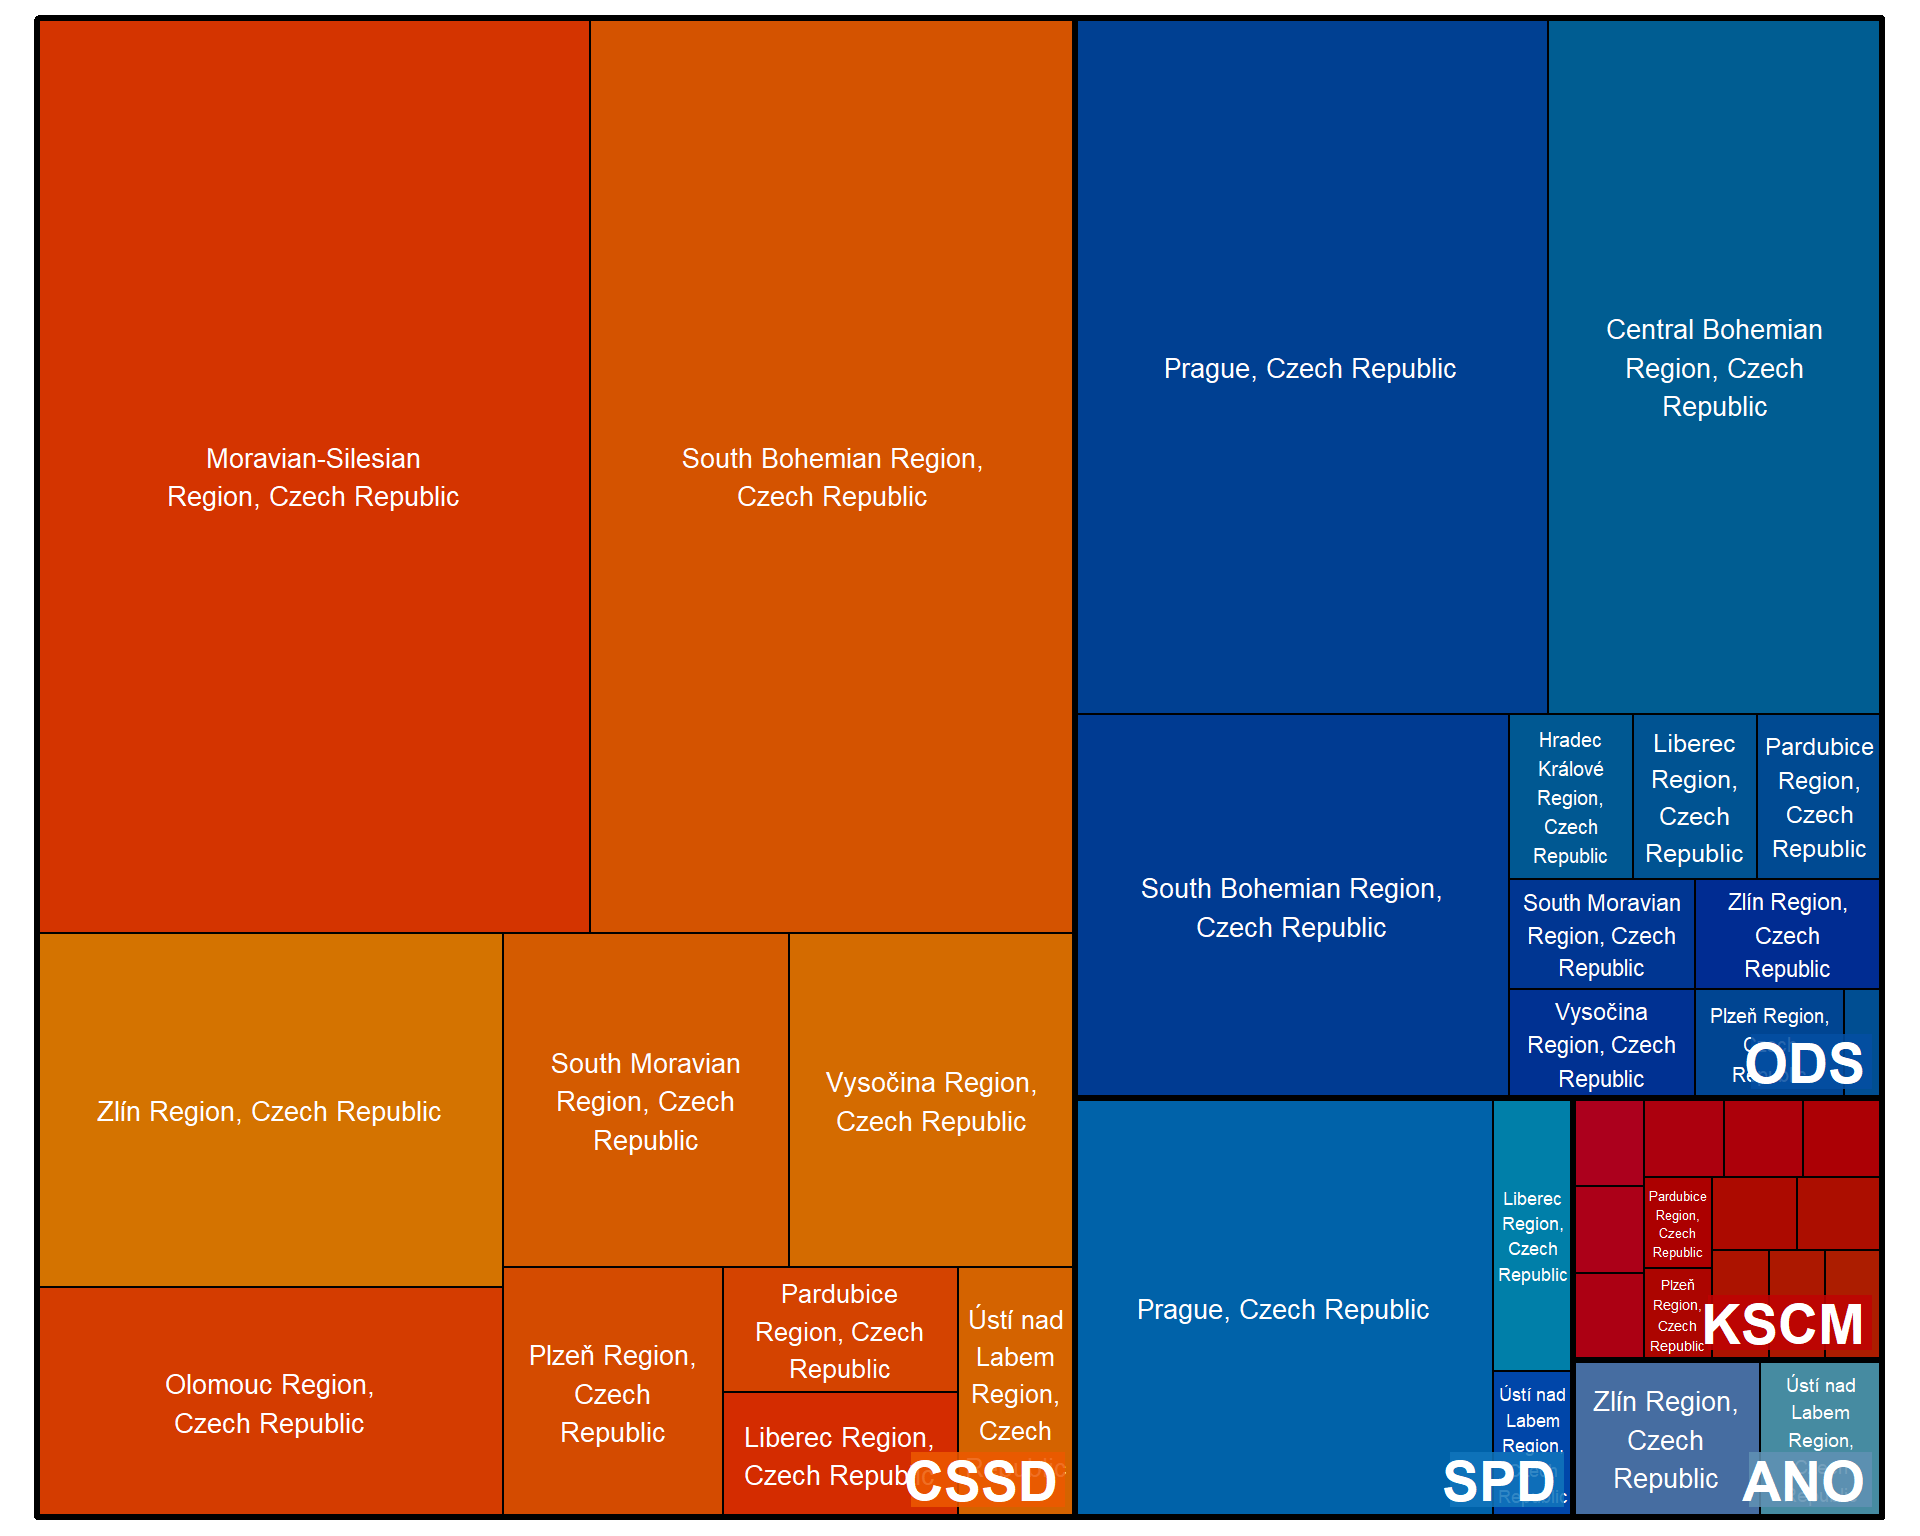 Moravian-Silesian
Region, Czech Republic
South Bohemian Region,
Czech Republic
Zlín Region, Czech Republic
Olomouc Region,
Czech Republic
South Moravian
Region, Czech
Republic
Vysočina Region,
Czech Republic
Plzeň Region,
Czech
Republic
Pardubice
Region, Czech
Republic
Liberec Region,
Czech Republic
Ústí nad
Labem
Region,
Czech
Republic
CSSD
Prague, Czech Republic
Central Bohemian
Region, Czech
Republic
South Bohemian Region,
Czech Republic
Hradec
Králové
Region,
Czech
Republic
Liberec
Region,
Czech
Republic
Pardubice
Region,
Czech
Republic
South Moravian
Region, Czech
Republic
Zlín Region,
Czech
Republic
Vysočina
Region, Czech
Republic
Plzeň Region,
Czech
ODS
Prague, Czech Republic
Liberec
Region,
Czech
Republic
Ústí nad
Labem
Region,
Czech
Republic
SPD
Pardubice
Region,
Czech
Republic
Plzeň
Region,
Czech
Republic
KSCM
Zlín Region,
Czech
Republic
Ústí nad
Labem
Region,
ANO